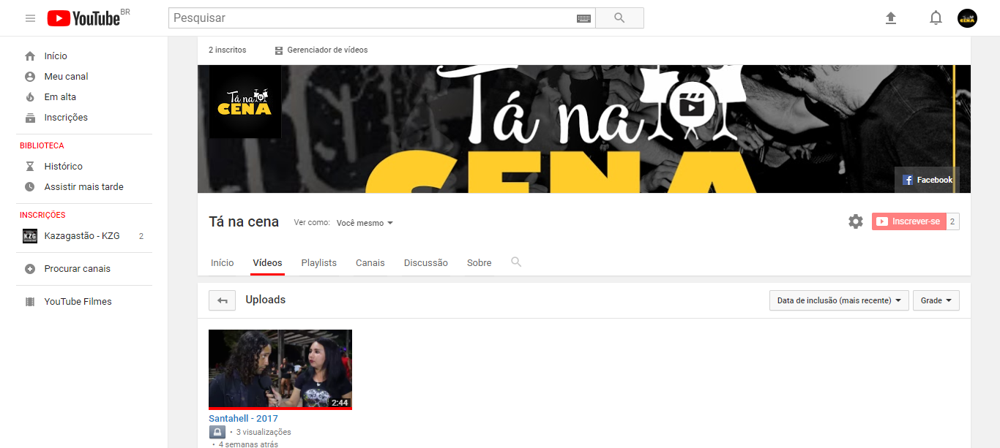 YouTube BR
Pesquisar
Início
Meu canal
Em alta
Inscrições
BIBLIOTECA
Histórico
Assistir mais tarde
INSCRIÇÕES
KZG
Kazagastão - KZG 2
Procurar canais
YouTube Filmes
2 inscritos Gerenciador de vídeos
Tá na
CENA
Tá na
CENA
Facebook
Tá na cena Ver como: Você mesmo
Inscrever-se 2
Início Vídeos Playlists Canais Discussão Sobre
Uploads Data de inclusão (mais recente) Grade
2:44
Santahell - 2017
• 3 visualizações
• 4 semanas atrás